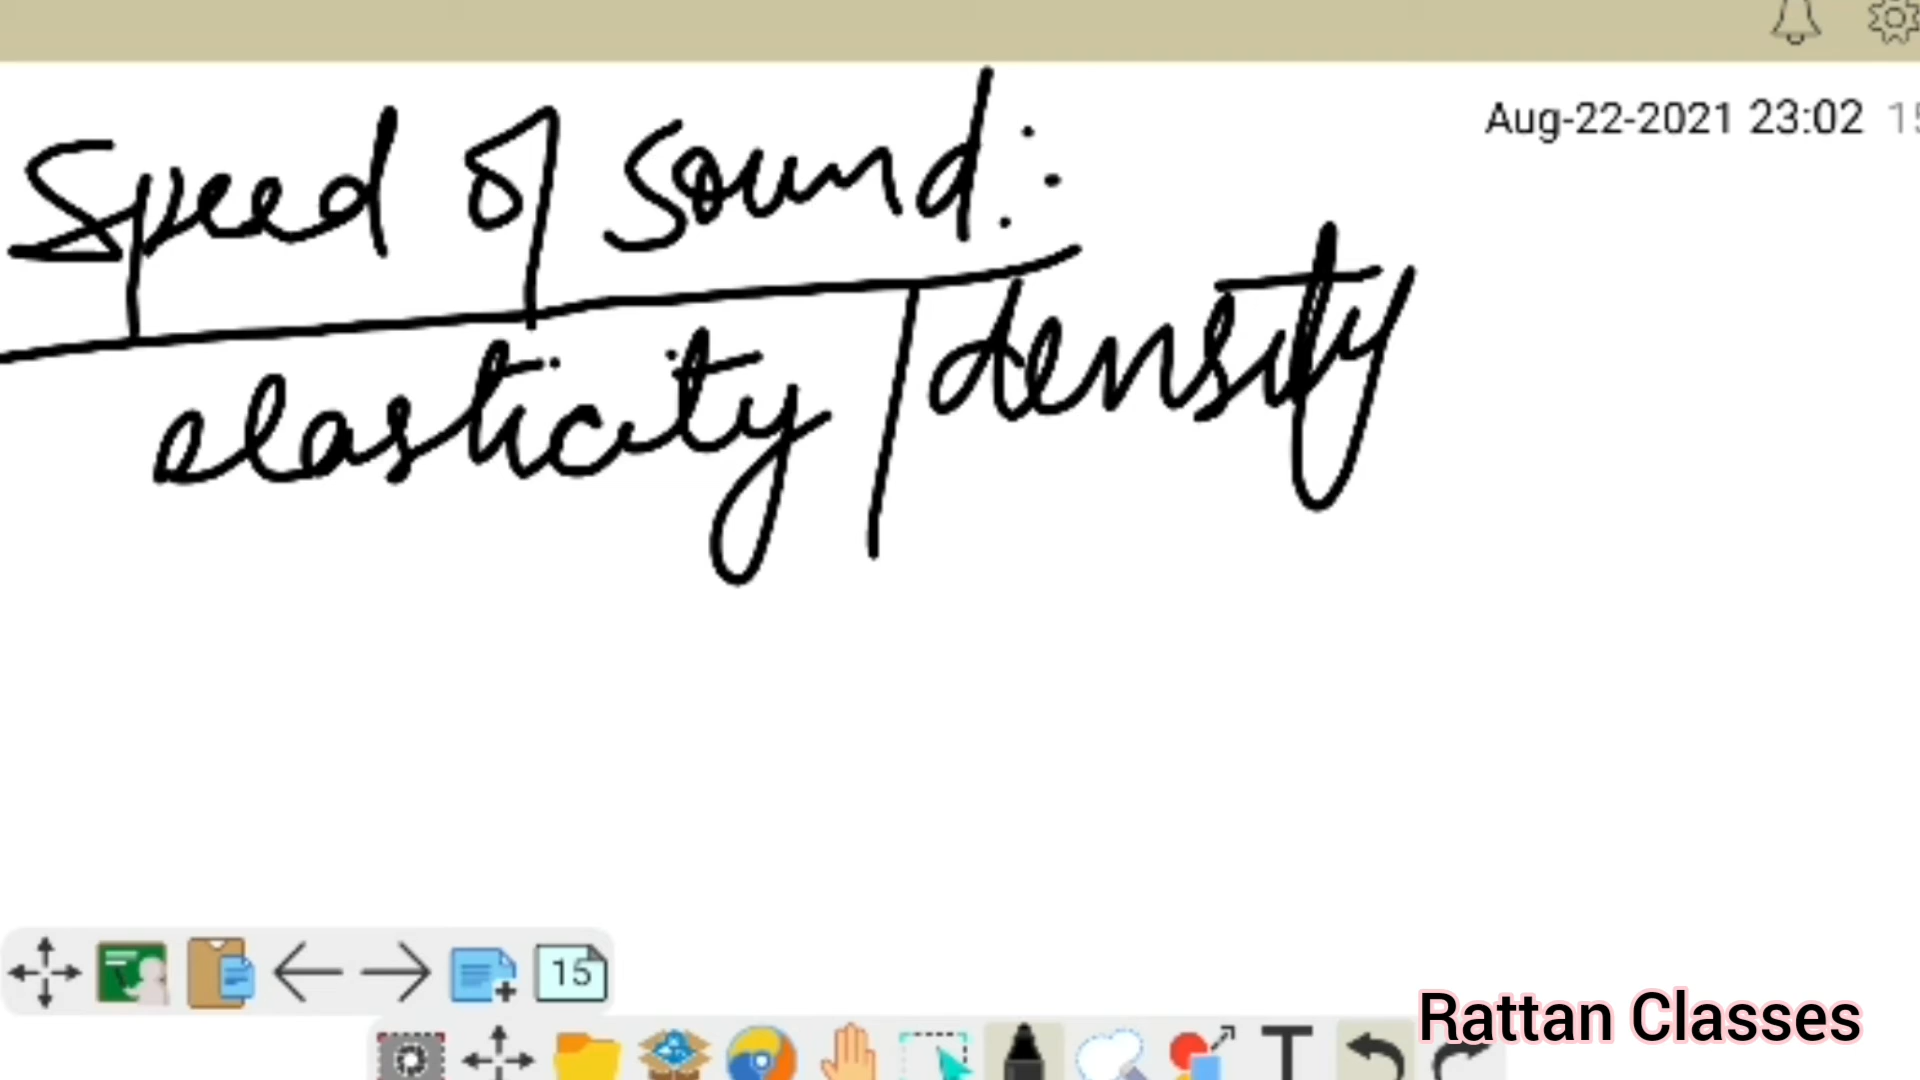 Aug-22-2021 23:02
Speed of Sound :-
elasticity / density
15
T
Rattan Classes